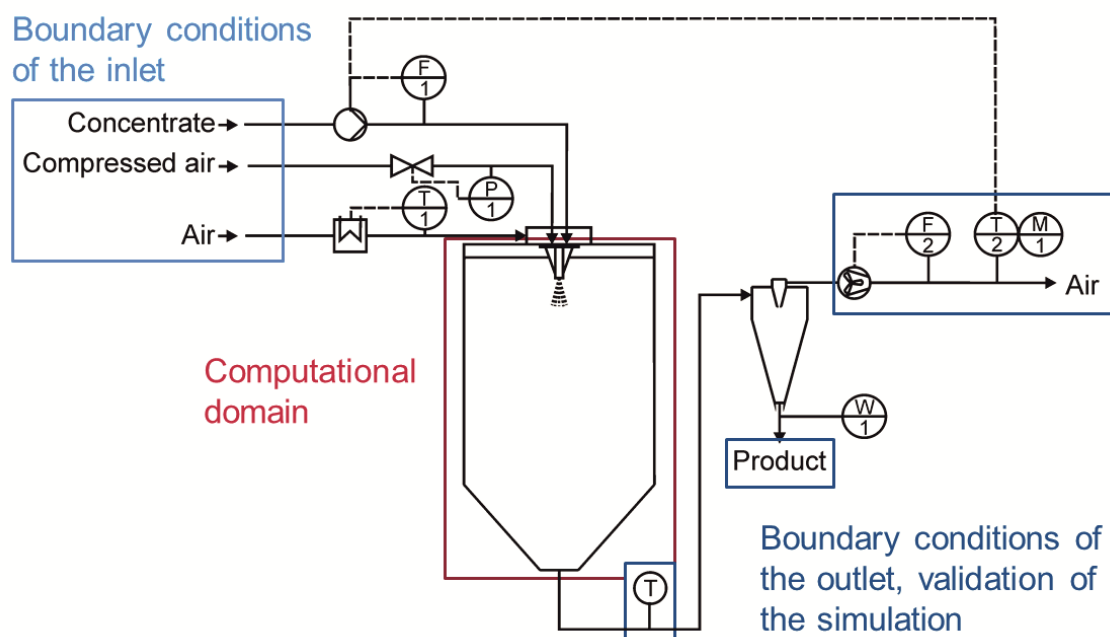 Boundary conditions
of the inlet
Concentrate
F
1
Compressed air
P
1
T
1
Air
F
2
T
2
M
1
Air
Computational
domain
W
1
Product
T
Boundary conditions of
the outlet, validation of
the simulation